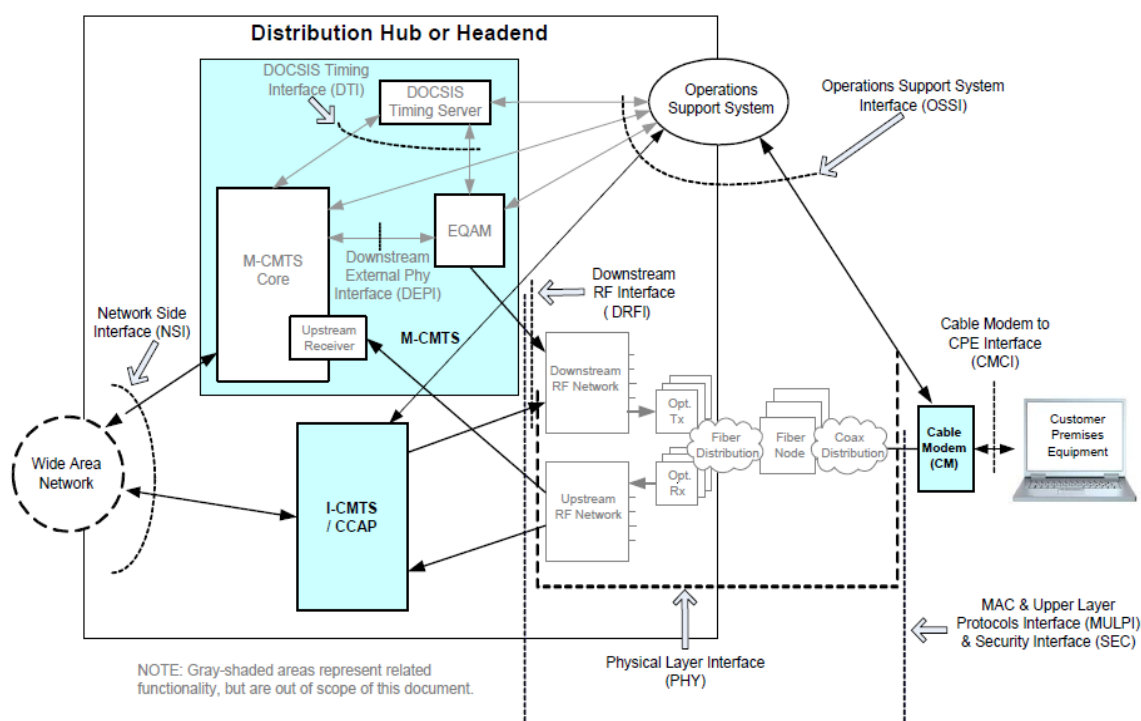 Distribution Hub or Headend
DOCSIS Timing
Interface (DTI)
DOCSIS
Timing Server
Operations
Support System
Operations Support System
Interface (OSSI)
M-CMTS
Core
EQAM
Downstream
External Phy
Interface (DEPI)
Upstream
Receiver
M-CMTS
Network Side
Interface (NSI)
Wide Area
Network
I-CMTS
/ CCAP
Downstream
RF Interface
( DRFI)
Downstream
RF Network
Opt.
Tx
Upstream
RF Network
Opt.
Rx
Fiber
Distribution
Fiber
Node
Coax
Distribution
Cable
Modem
(CM)
Cable Modem to
CPE Interface
(CMCI)
Customer
Premises
Equipment
MAC & Upper Layer
Protocols Interface (MULPI)
& Security Interface (SEC)
Physical Layer Interface
(PHY)
NOTE: Gray-shaded areas represent related
functionality, but are out of scope of this document.